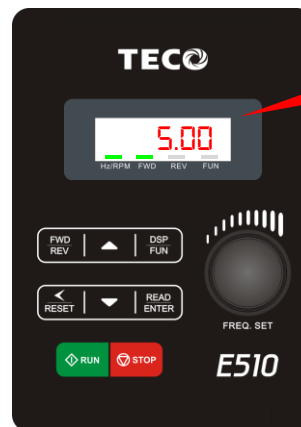 TECO
5.00
Hz/RPM FWD REV FUN
FWD REV DSP FUN
< RESET READ ENTER
FREQ. SET
RUN STOP
E510